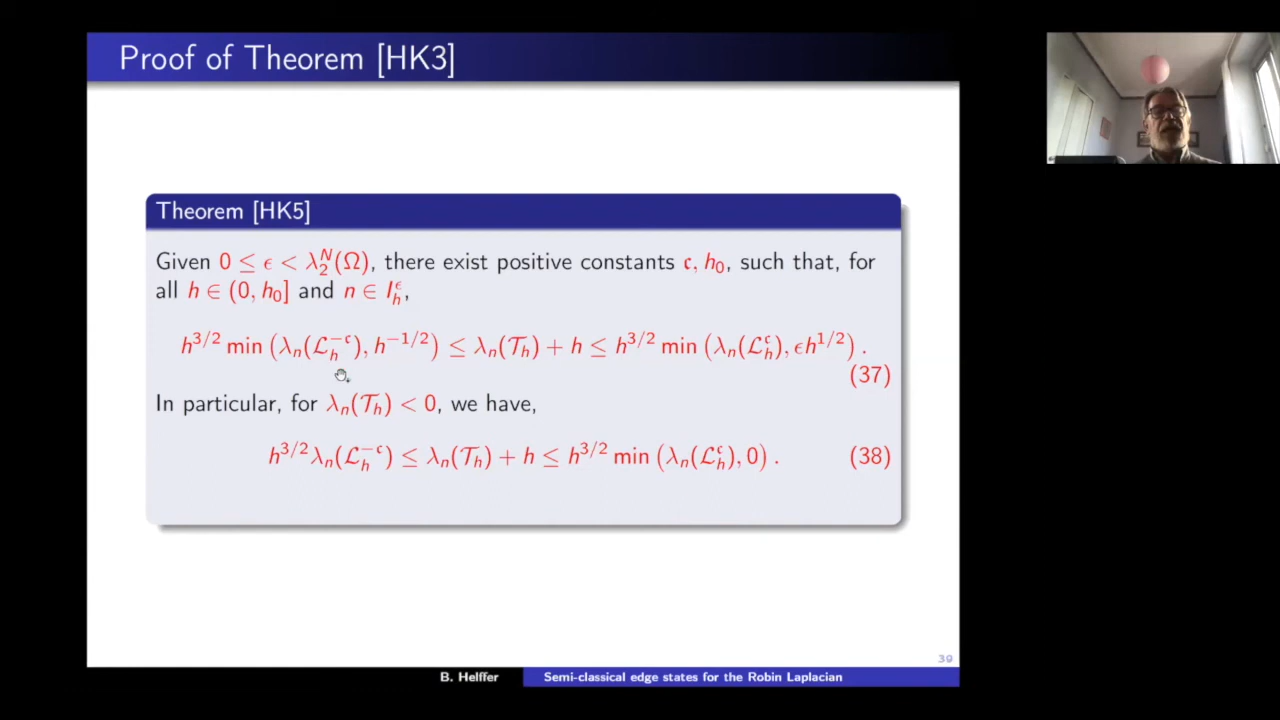 Proof of Theorem [HK3]
Theorem [HK5]
Given 0 ≤ ϵ < λ₂ᴺ(Ω), there exist positive constants 𝔠, h₀, such that, for
all h ∈ (0, h₀] and n ∈ I_h^ϵ,
h^{3/2} min (λ_n(ℒ_h^{−𝔠}), h^{−1/2}) ≤ λ_n(𝒯_h) + h ≤ h^{3/2} min (λ_n(ℒ_h^𝔠), ϵh^{1/2}) .
(37)
In particular, for λ_n(𝒯_h) < 0, we have,
h^{3/2} λ_n(ℒ_h^{−𝔠}) ≤ λ_n(𝒯_h) + h ≤ h^{3/2} min (λ_n(ℒ_h^𝔠), 0) . (38)
39
B. Helffer Semi-classical edge states for the Robin Laplacian